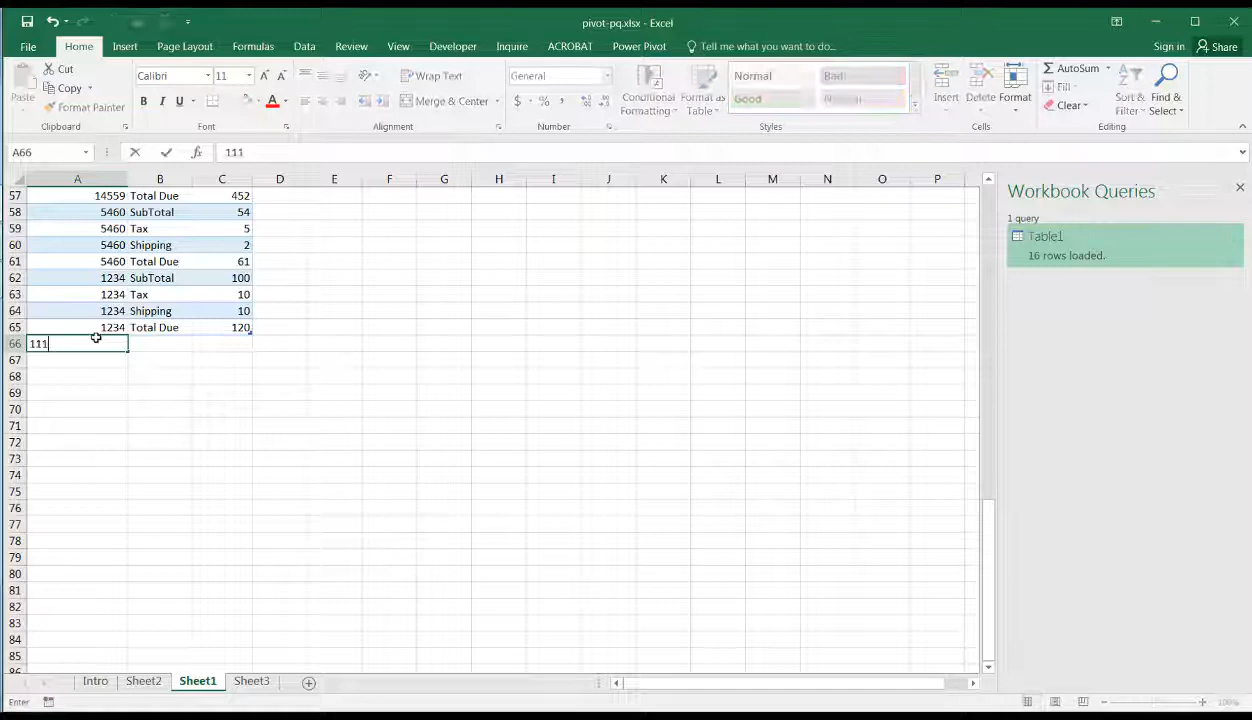 pivot-pq.xlsx - Excel
File Home Insert Page Layout Formulas Data Review View Developer Inquire ACROBAT Power Pivot Tell me what you want to do... Sign in Share
Paste
Cut
Copy
Format Painter
Clipboard
Calibri 11
B I U
Font
Wrap Text
Merge & Center
Alignment
General
$ % ,
Number
Conditional Formatting
Format as Table
Normal Bad
Good
Styles
Insert Delete Format
Cells
AutoSum
Fill
Clear
Sort & Filter
Find & Select
Editing
A66 fx 111
A B C D E F G H I J K L M N O P
57 14559 Total Due 452
58 5460 SubTotal 54
59 5460 Tax 5
60 5460 Shipping 2
61 5460 Total Due 61
62 1234 SubTotal 100
63 1234 Tax 10
64 1234 Shipping 10
65 1234 Total Due 120
66 111
67
68
69
70
71
72
73
74
75
76
77
78
79
80
81
82
83
84
85
86
Workbook Queries
1 query
Table1
16 rows loaded.
Intro Sheet2 Sheet1 Sheet3
Enter
100%